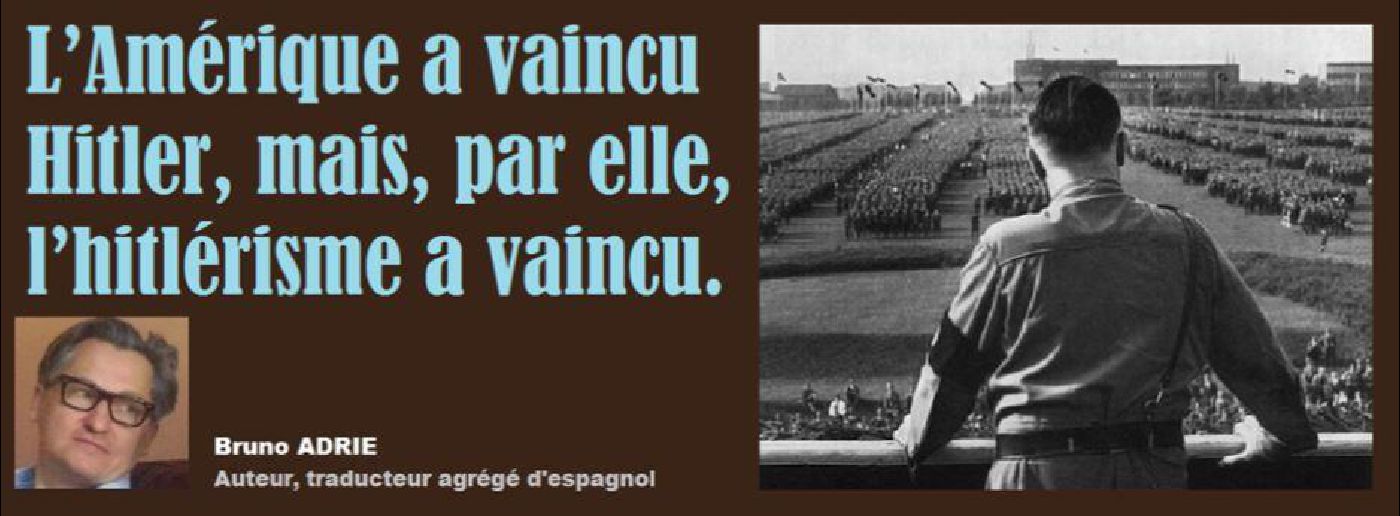 L'Amérique a vaincu
Hitler, mais, par elle,
l'hitlérisme a vaincu.
Bruno ADRIE
Auteur, traducteur agrégé d'espagnol